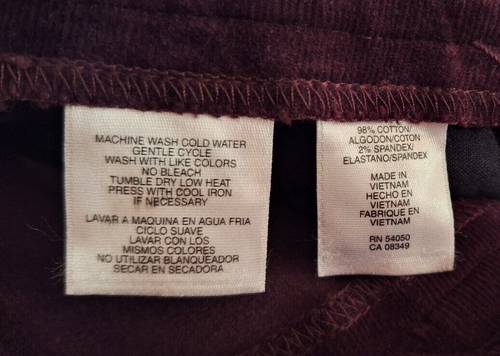 MACHINE WASH COLD WATER
GENTLE CYCLE
WASH WITH LIKE COLORS
NO BLEACH
TUMBLE DRY LOW HEAT
PRESS WITH COOL IRON
IF NECESSARY
LAVAR A MAQUINA EN AGUA FRIA
CICLO SUAVE
LAVAR CON LOS
MISMOS COLORES
NO UTILIZAR BLANQUEADOR
SECAR EN SECADORA
98% COTTON/
ALGODON/COTON
2% SPANDEX/
ELASTANO/SPANDEX
MADE IN
VIETNAM
HECHO EN
VIETNAM
FABRIQUE EN
VIETNAM
RN 54050
CA 08349